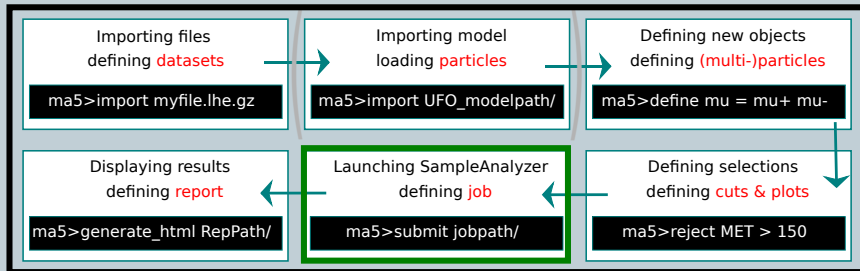 Importing files
defining datasets
ma5>import myfile.lhe.gz
Importing model
loading particles
ma5>import UFO_modelpath/
Defining new objects
defining (multi-)particles
ma5>define mu = mu+ mu-
Displaying results
defining report
ma5>generate_html RepPath/
Launching SampleAnalyzer
defining job
ma5>submit jobpath/
Defining selections
defining cuts & plots
ma5>reject MET > 150